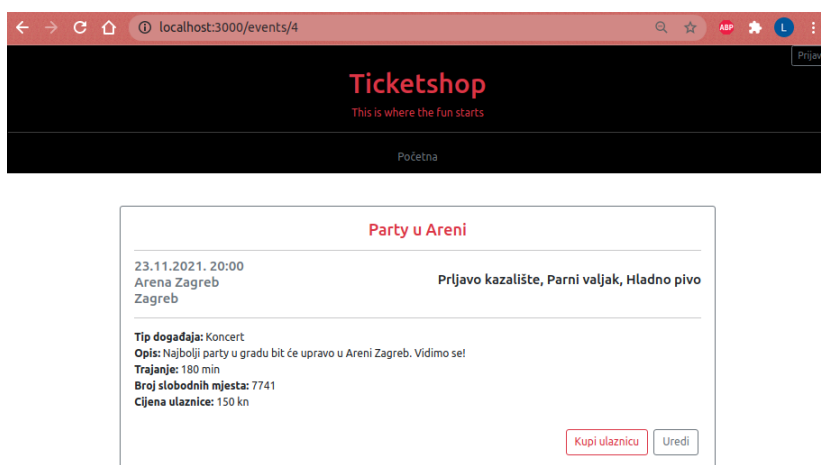 localhost:3000/events/4
ABP
L
Prijav
Ticketshop
This is where the fun starts
Početna
Party u Areni
23.11.2021. 20:00
Arena Zagreb
Zagreb
Prljavo kazalište, Parni valjak, Hladno pivo
Tip događaja: Koncert
Opis: Najbolji party u gradu bit će upravo u Areni Zagreb. Vidimo se!
Trajanje: 180 min
Broj slobodnih mjesta: 7741
Cijena ulaznice: 150 kn
Kupi ulaznicu
Uredi